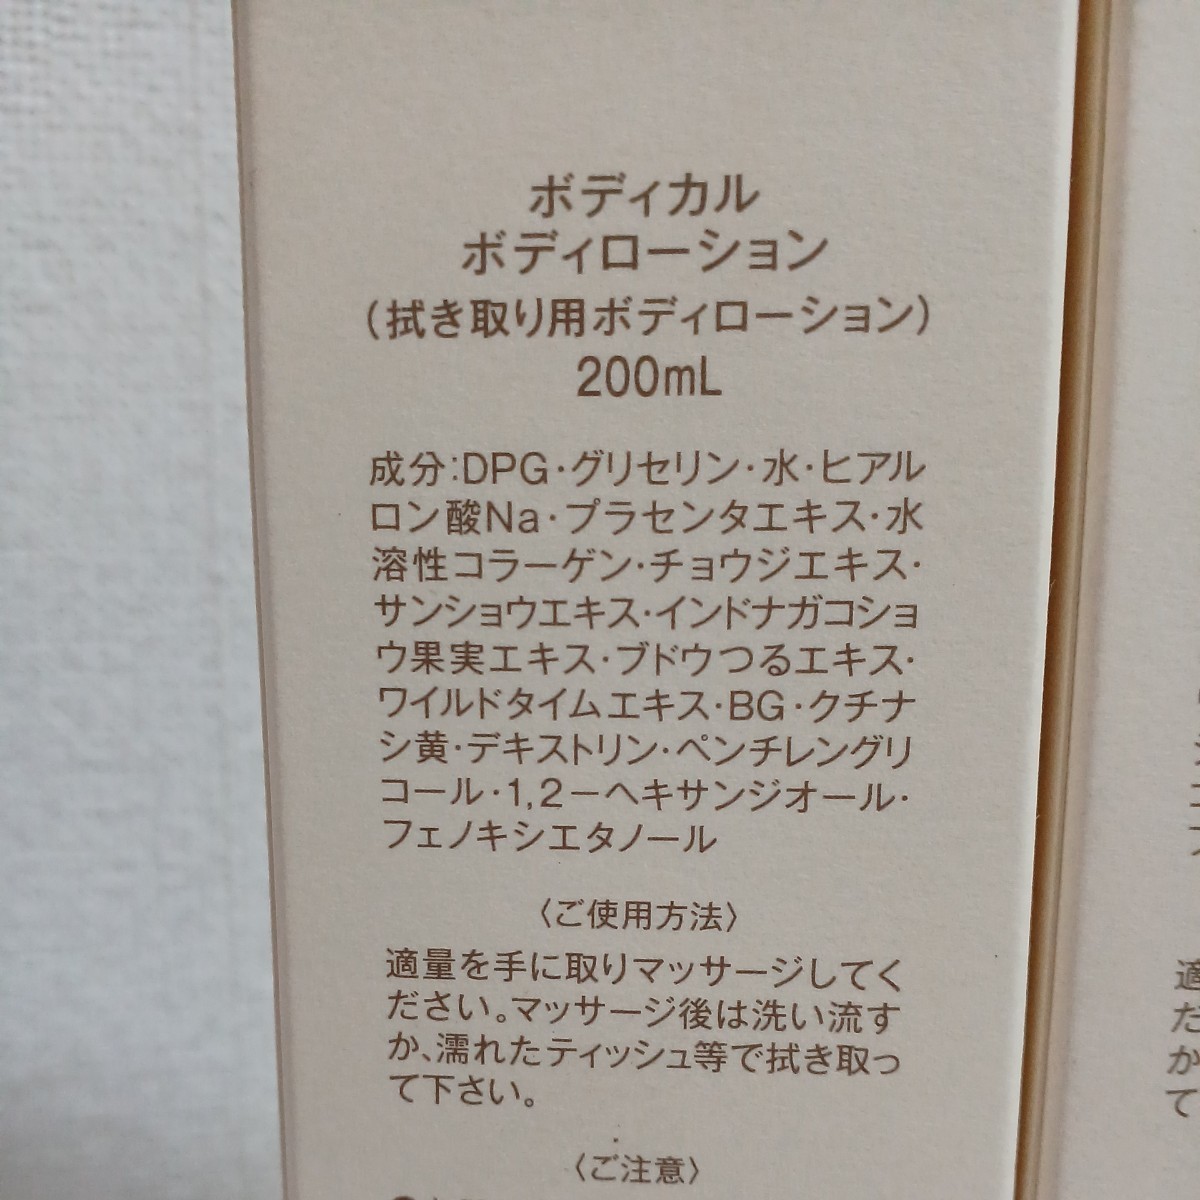 ボディカル
ボディローション
(拭き取り用ボディローション)
200mL
成分:DPG・グリセリン・水・ヒアル
ロン酸Na・プラセンタエキス・水
溶性コラーゲン・チョウジエキス・
サンショウエキス・インドナガコショ
ウ果実エキス・ブドウつるエキス・
ワイルドタイムエキス・BG・クチナ
シ黄・デキストリン・ペンチレングリ
コール・1,2-ヘキサンジオール・
フェノキシエタノール
〈ご使用方法〉
適量を手に取りマッサージしてく
ださい。マッサージ後は洗い流す
か、濡れたティッシュ等で拭き取っ
て下さい。
〈ご注意〉
適
だ
か
て